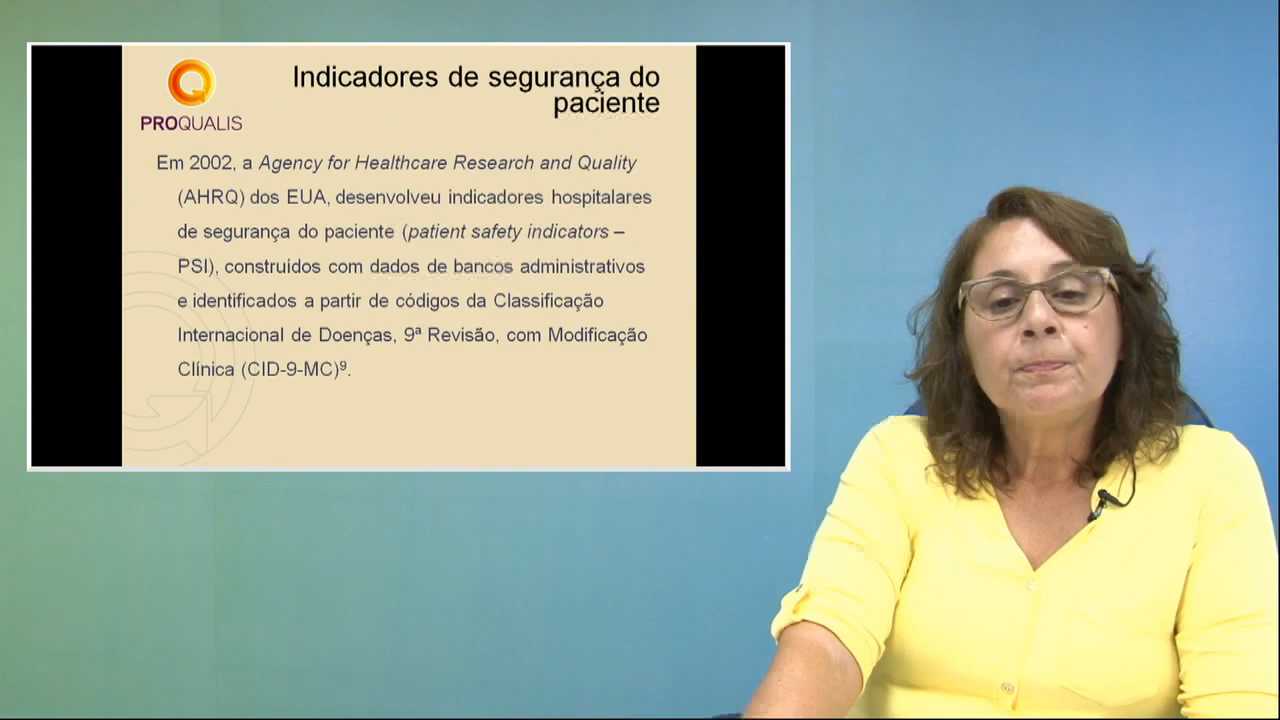 Indicadores de segurança do
paciente
PROQUALIS
Em 2002, a Agency for Healthcare Research and Quality
(AHRQ) dos EUA, desenvolveu indicadores hospitalares
de segurança do paciente (patient safety indicators –
PSI), construídos com dados de bancos administrativos
e identificados a partir de códigos da Classificação
Internacional de Doenças, 9ª Revisão, com Modificação
Clínica (CID-9-MC)⁹.